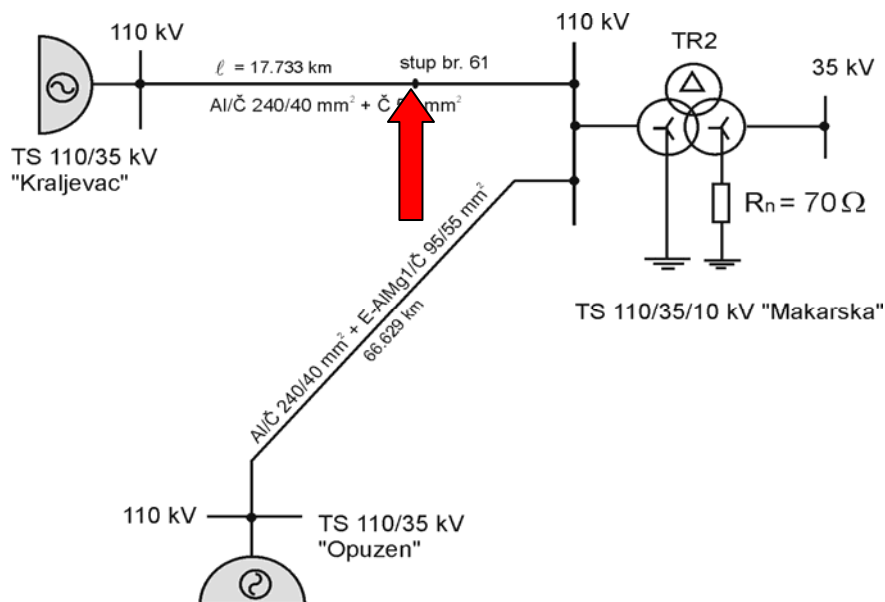 110 kV
ℓ = 17.733 km
stup br. 61
Al/Č 240/40 mm² + Č mm²
TS 110/35 kV
"Kraljevac"
110 kV
TR2
35 kV
Rn = 70 Ω
TS 110/35/10 kV "Makarska"
Al/Č 240/40 mm² + E-AlMg1/Č 95/55 mm²
66.629 km
110 kV
TS 110/35 kV
"Opuzen"